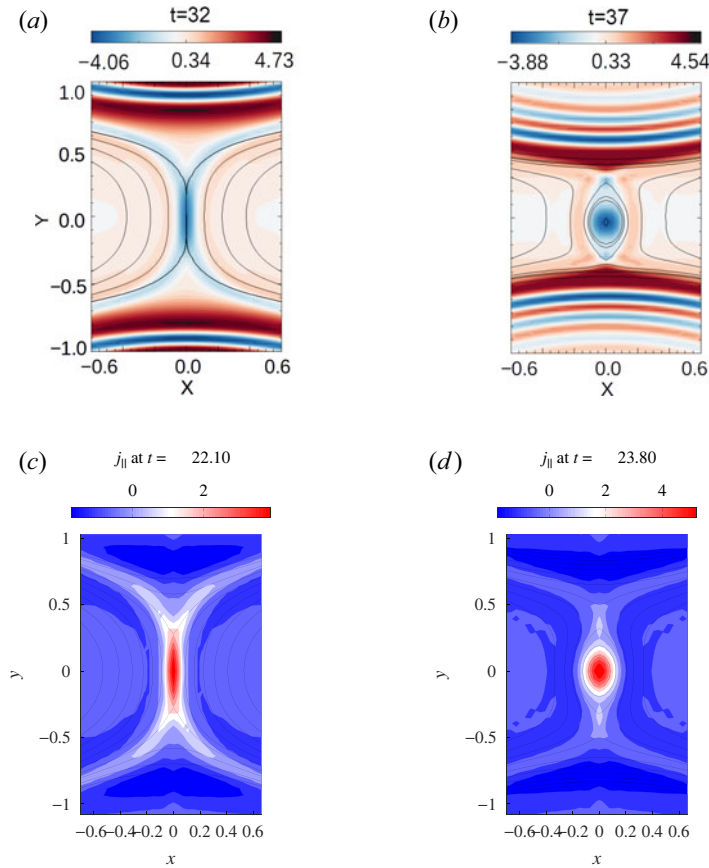 (a)
t=32
−4.06 0.34 4.73
1.0
0.5
0.0
−0.5
−1.0
Y
−0.6 0.0 0.6
X
(b)
t=37
−3.88 0.33 4.54
−0.6 0.0 0.6
X
(c)
j|| at t = 22.10
0 2
1
0.5
0
−0.5
−1
y
−0.6 −0.4 −0.2 0 0.2 0.4 0.6
x
(d)
j|| at t = 23.80
0 2 4
1
0.5
0
−0.5
−1
y
−0.6 −0.4 −0.2 0 0.2 0.4 0.6
x